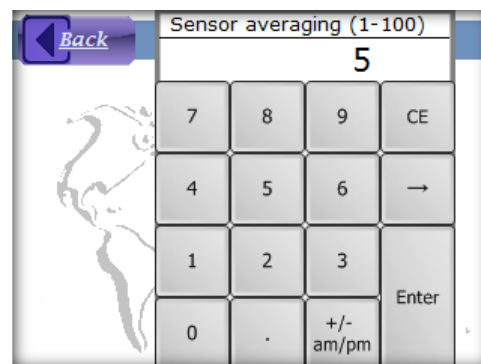 Back
Sensor averaging (1-100)
5
7 8 9 CE
4 5 6 →
1 2 3
Enter
0 . +/-
am/pm